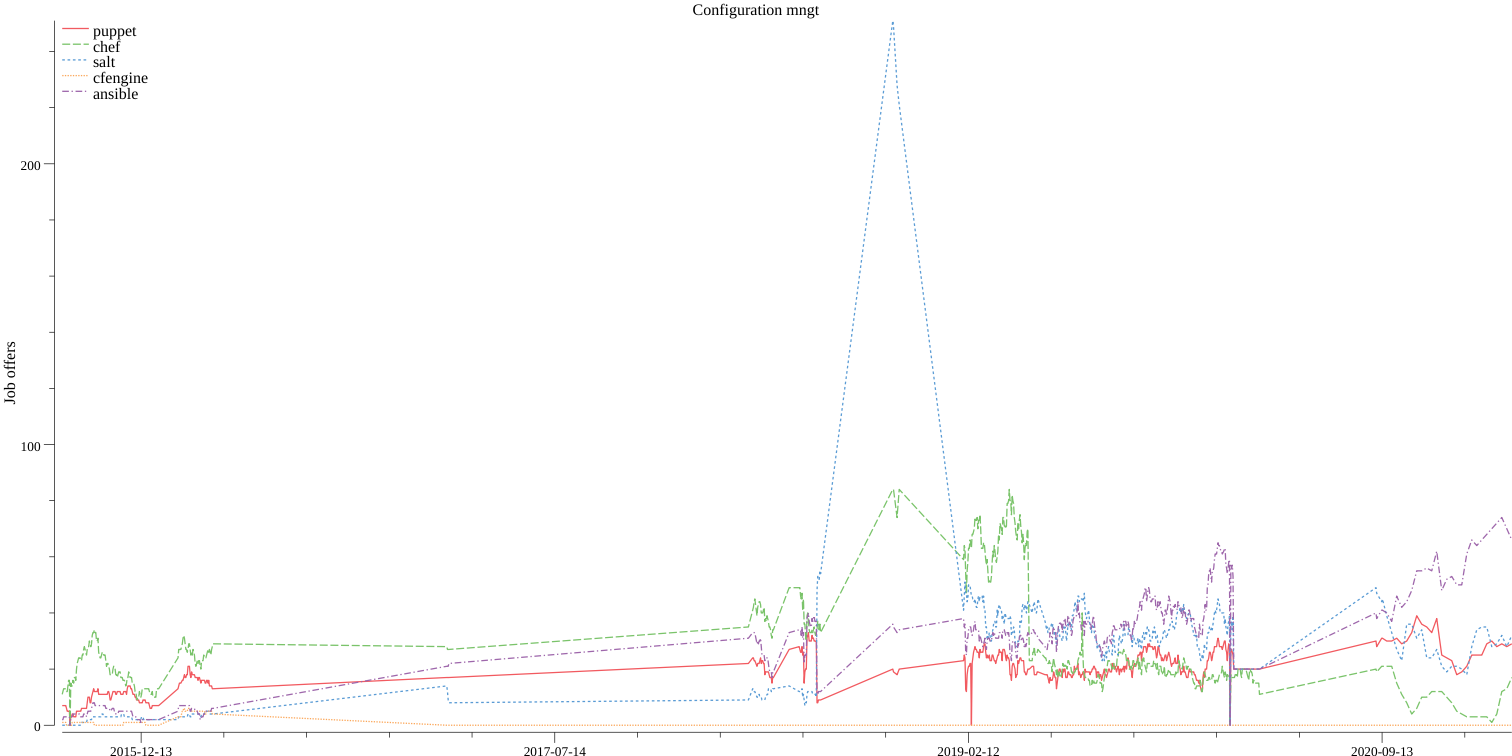 Configuration mngt
puppet
chef
salt
cfengine
ansible
Job offers
200
100
0
2015-12-13
2017-07-14
2019-02-12
2020-09-13